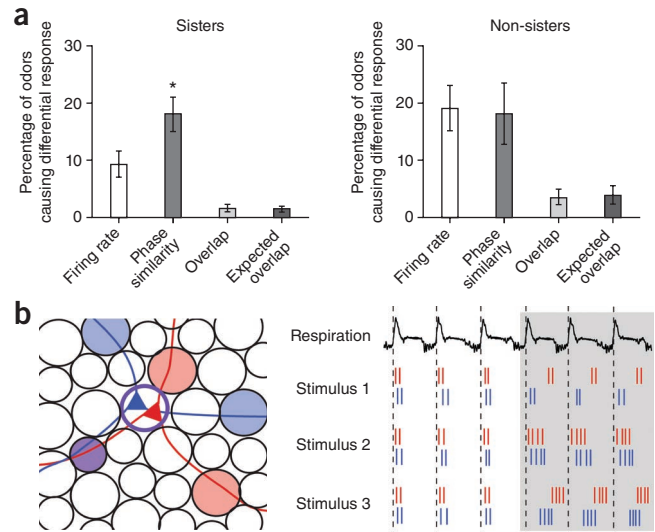 a
Sisters
Percentage of odors
causing differential response
30
20
10
0
*
Firing rate
Phase
similarity
Overlap
Expected
overlap
Non-sisters
Percentage of odors
causing differential response
30
20
10
0
Firing rate
Phase
similarity
Overlap
Expected
overlap
b
Respiration
Stimulus 1
Stimulus 2
Stimulus 3